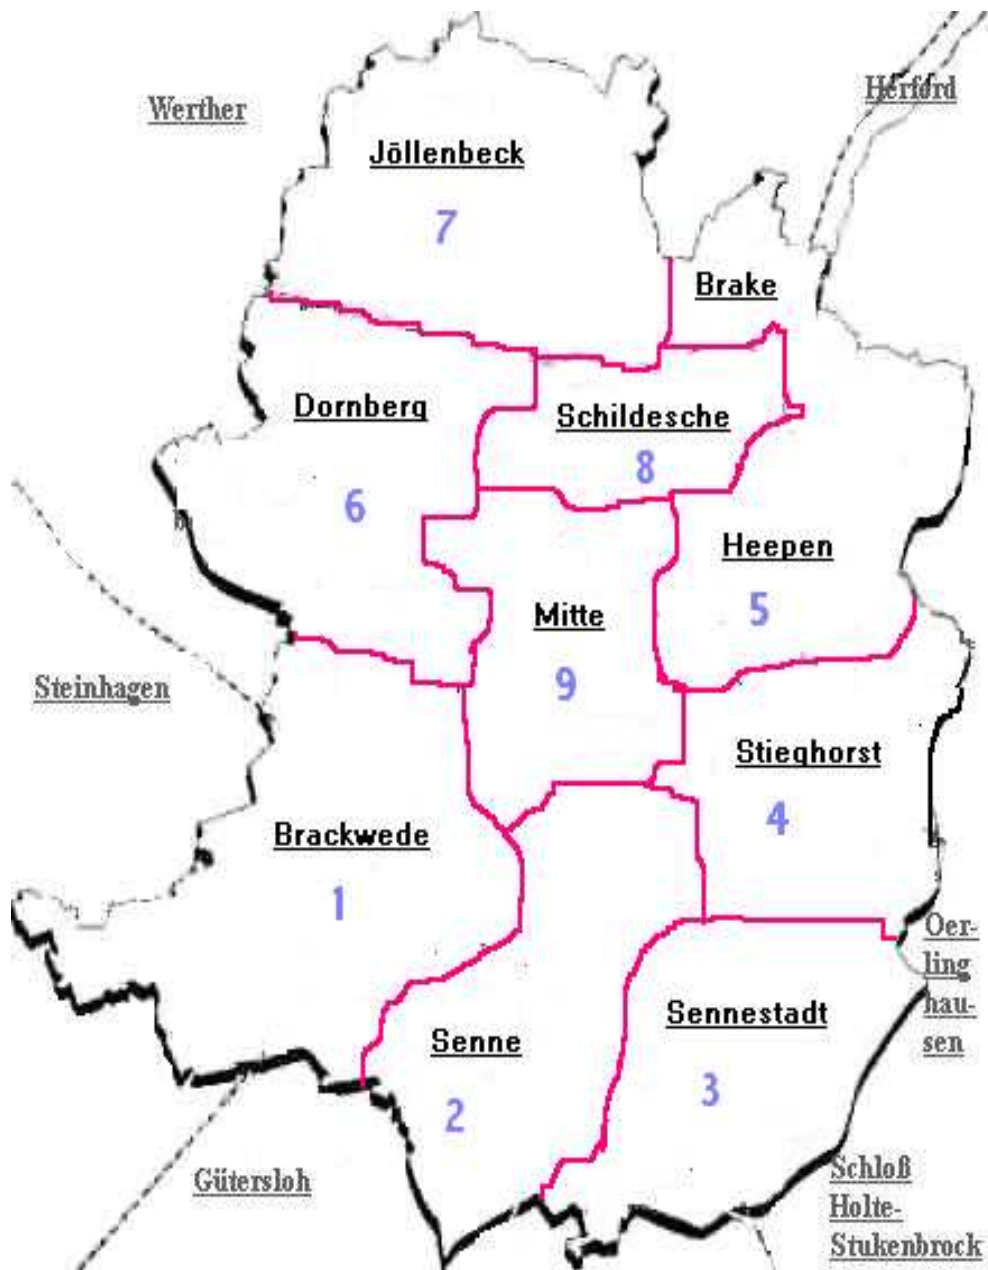 Herford
Werther
Jöllenbeck
7
Brake
Dornberg
Schildesche
8
6
Heepen
5
Mitte
9
Steinhagen
Stieghorst
4
Brackwede
1
Oer-
ling
hau-
sen
Sennestadt
3
Senne
2
Gütersloh
Schloß
Holte-
Stukenbrock